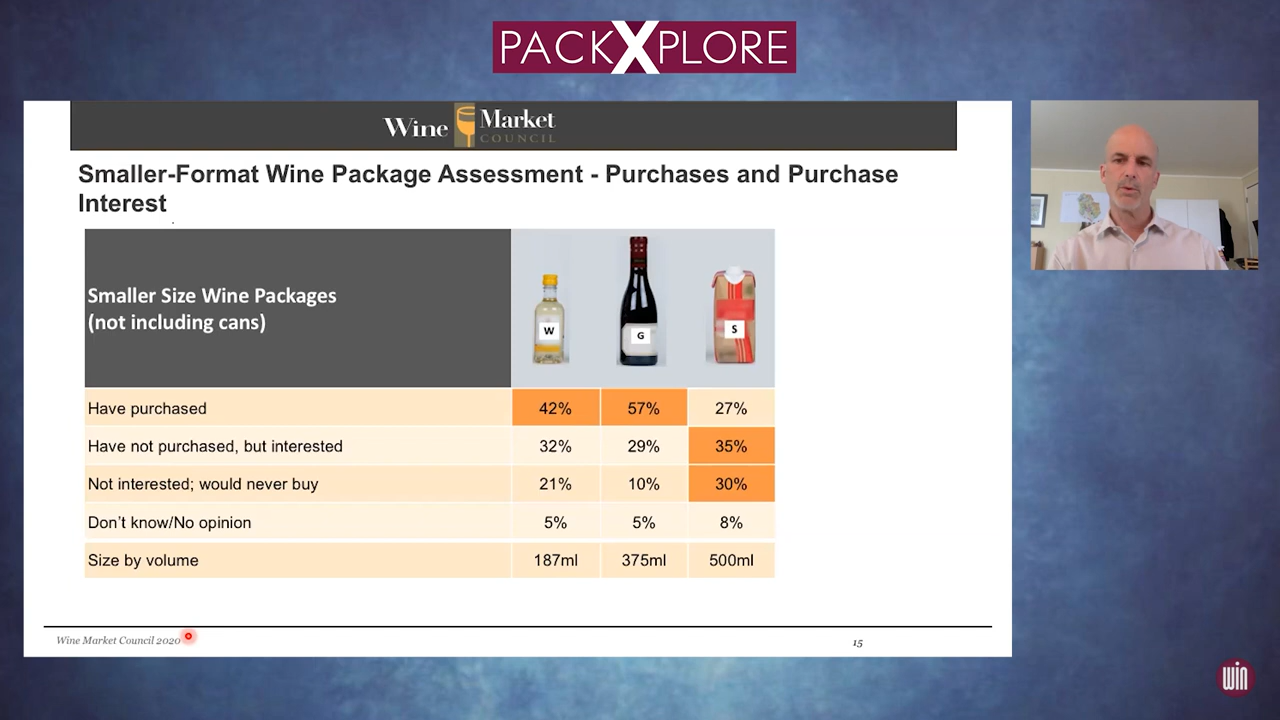 PACKXPLORE
Wine Market
COUNCIL
Smaller-Format Wine Package Assessment - Purchases and Purchase
Interest
Smaller Size Wine Packages
(not including cans)
W G S
Have purchased 42% 57% 27%
Have not purchased, but interested 32% 29% 35%
Not interested; would never buy 21% 10% 30%
Don't know/No opinion 5% 5% 8%
Size by volume 187ml 375ml 500ml
Wine Market Council 2020 15
win